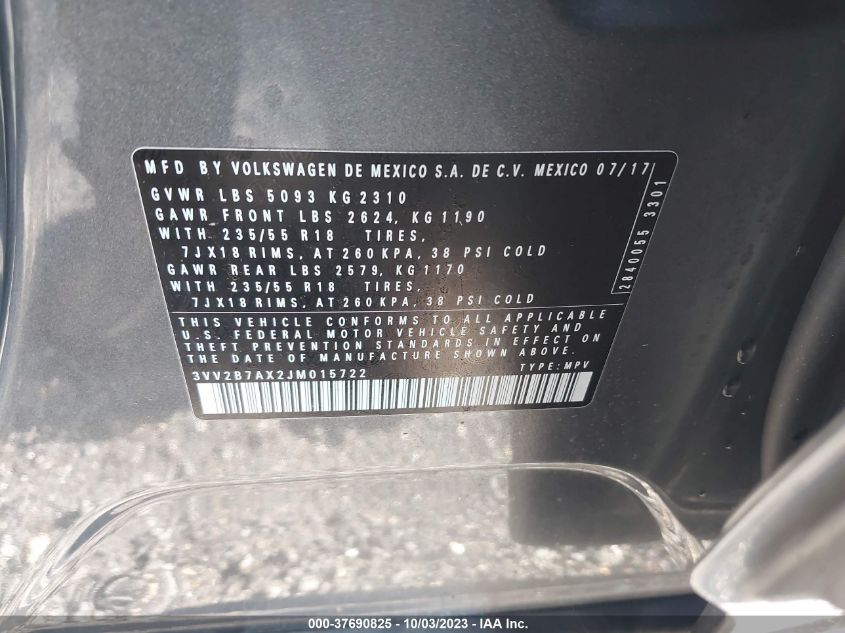 MFD BY VOLKSWAGEN DE MEXICO S.A. DE C.V. MEXICO 07/17
GVWR LBS 5093 KG 2310
GAWR FRONT LBS 2624, KG 1190
WITH 235/55 R18 TIRES,
7JX18 RIMS, AT 260 KPA, 38 PSI COLD
GAWR REAR LBS 2579, KG 1170
WITH 235/55 R18 TIRES,
7JX18 RIMS, AT 260 KPA, 38 PSI COLD
2840055 3301
THIS VEHICLE CONFORMS TO ALL APPLICABLE
U.S. FEDERAL MOTOR VEHICLE SAFETY AND
THEFT PREVENTION STANDARDS IN EFFECT ON
THE DATE OF MANUFACTURE SHOWN ABOVE.
3VV2B7AX2JM015722 TYPE: MPV
000-37690825 - 10/03/2023 - IAA Inc.